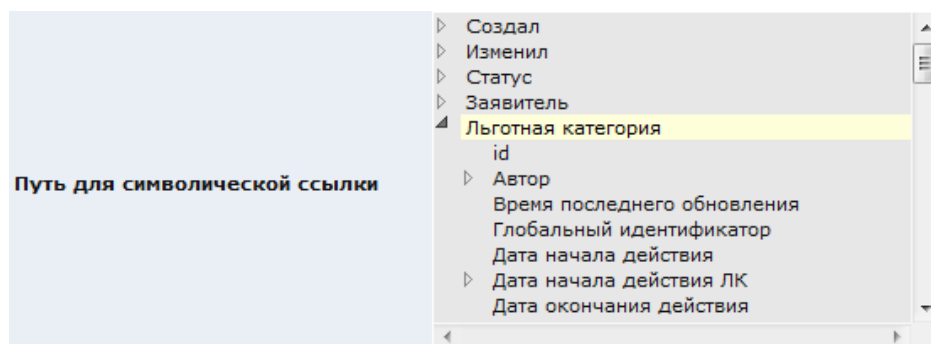 Создал
Изменил
Статус
Заявитель
Льготная категория
id
Автор
Путь для символической ссылки
Время последнего обновления
Глобальный идентификатор
Дата начала действия
Дата начала действия ЛК
Дата окончания действия